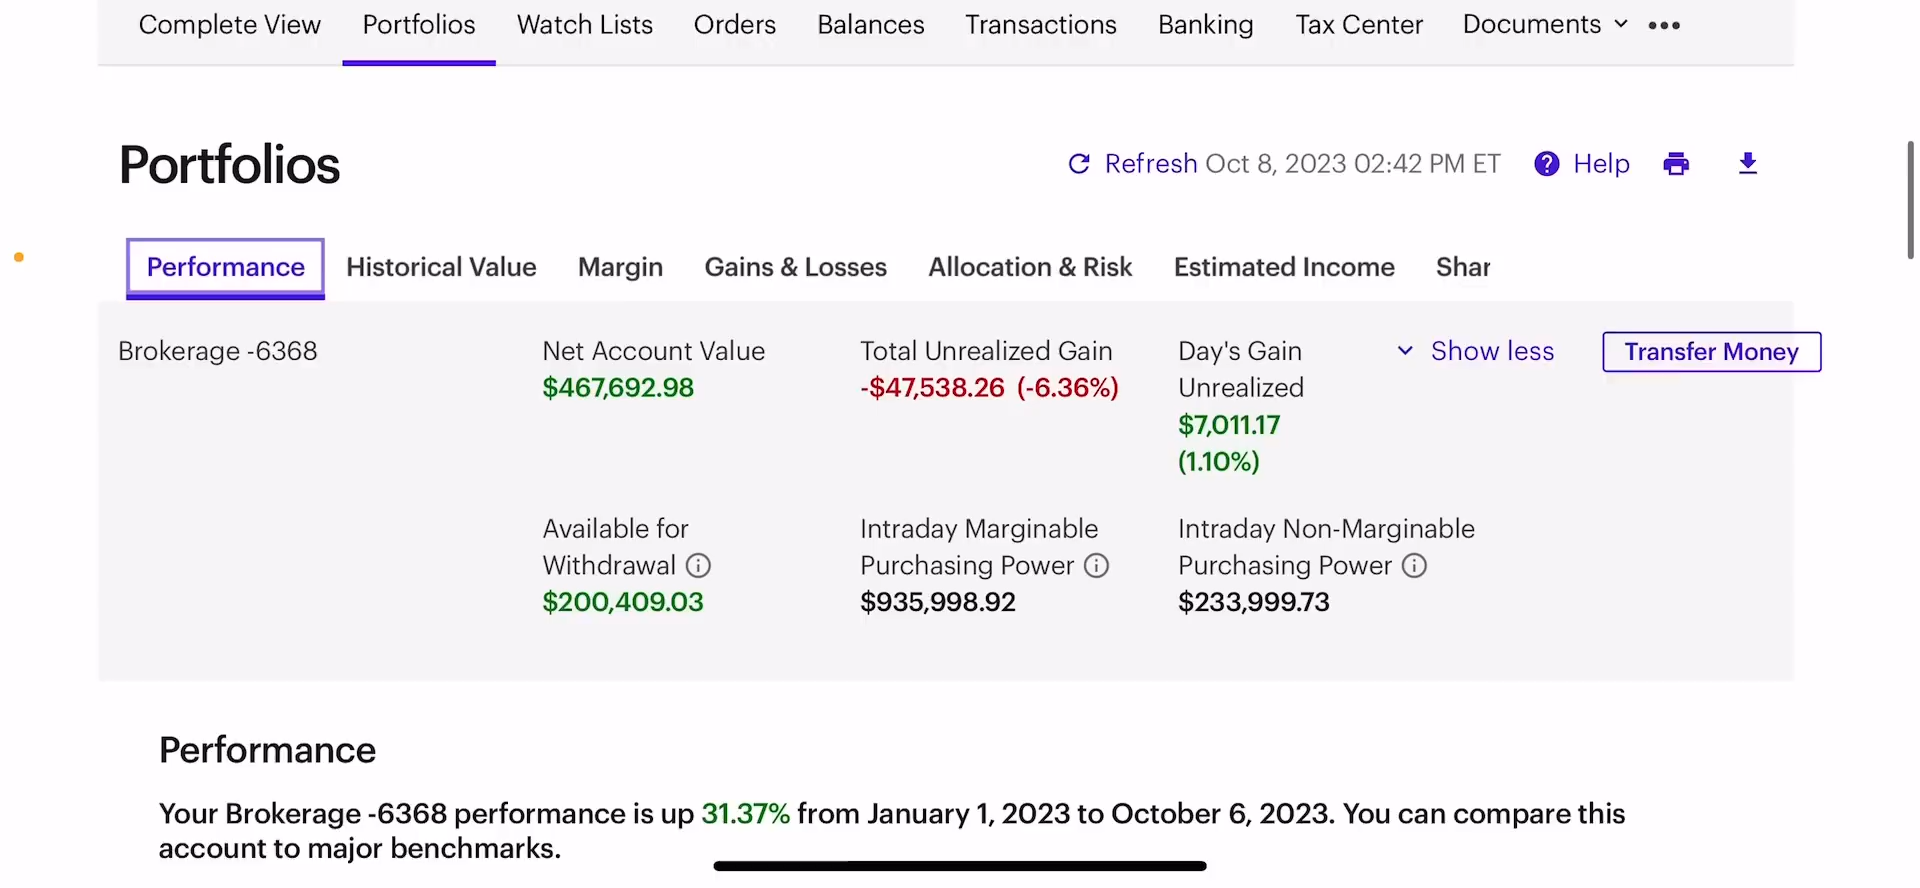 Complete View Portfolios Watch Lists Orders Balances Transactions Banking Tax Center Documents
Portfolios
Refresh Oct 8, 2023 02:42 PM ET Help
Performance Historical Value Margin Gains & Losses Allocation & Risk Estimated Income Shar
Brokerage -6368
Net Account Value
$467,692.98
Total Unrealized Gain
-$47,538.26 (-6.36%)
Day's Gain
Unrealized
$7,011.17
(1.10%)
Show less
Transfer Money
Available for
Withdrawal
$200,409.03
Intraday Marginable
Purchasing Power
$935,998.92
Intraday Non-Marginable
Purchasing Power
$233,999.73
Performance
Your Brokerage -6368 performance is up 31.37% from January 1, 2023 to October 6, 2023. You can compare this
account to major benchmarks.